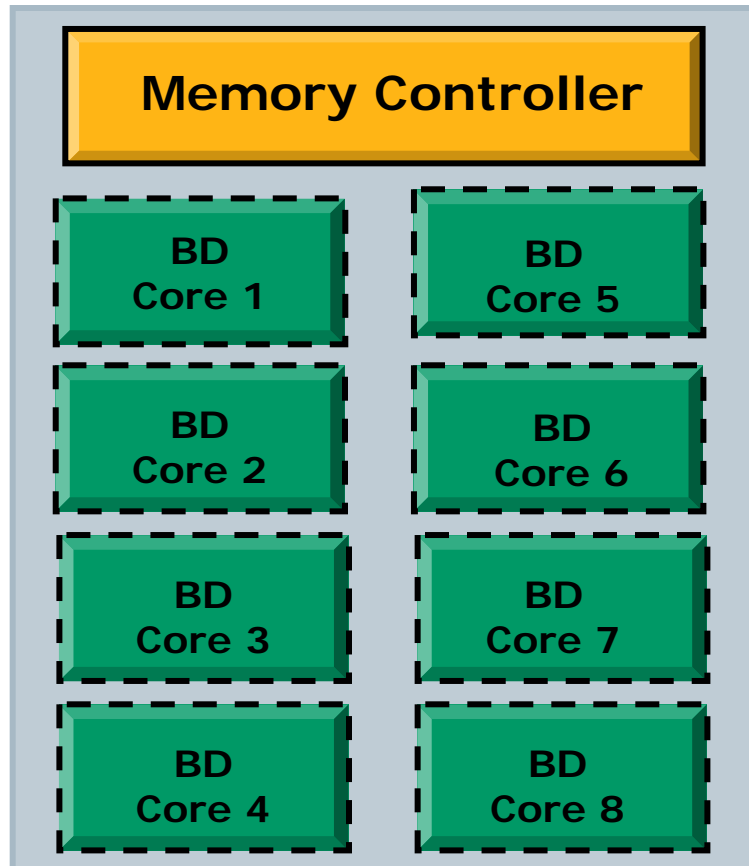 Memory Controller
BD
Core 1
BD
Core 5
BD
Core 2
BD
Core 6
BD
Core 3
BD
Core 7
BD
Core 4
BD
Core 8